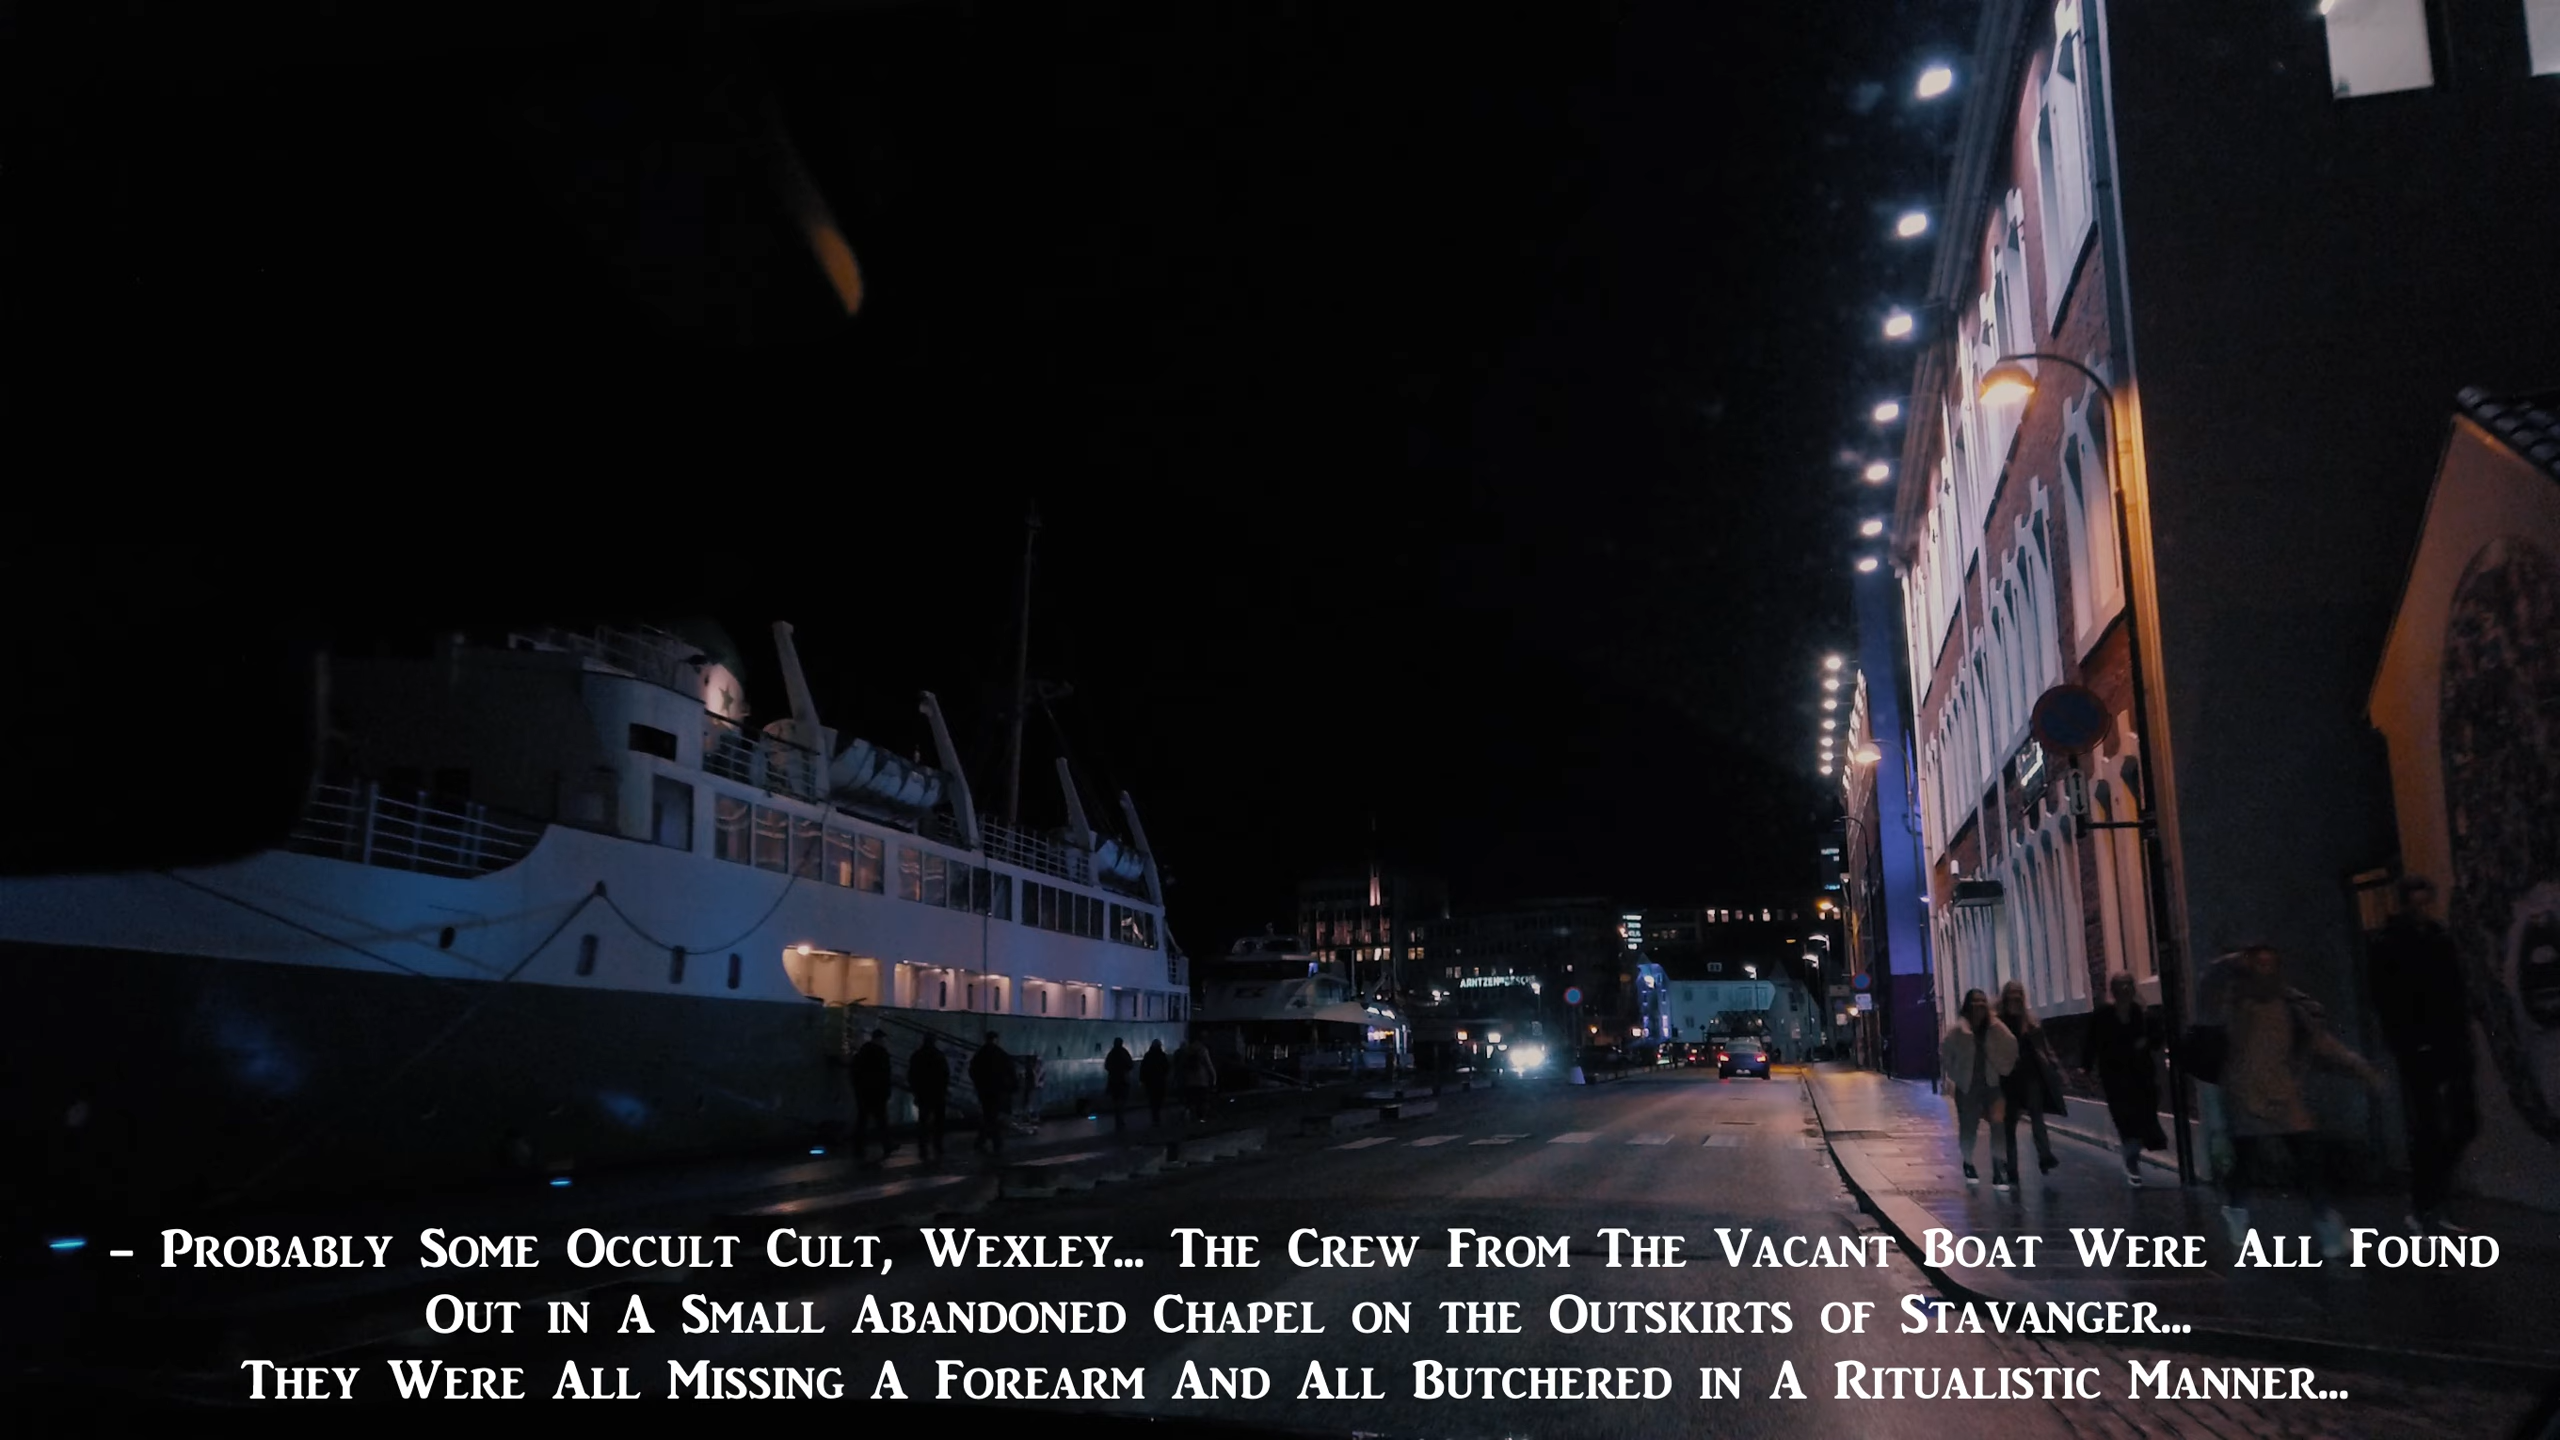 – Probably Some Occult Cult, Wexley... The Crew From The Vacant Boat Were All Found
Out in A Small Abandoned Chapel on the Outskirts of Stavanger...
They Were All Missing A Forearm And All Butchered in A Ritualistic Manner...